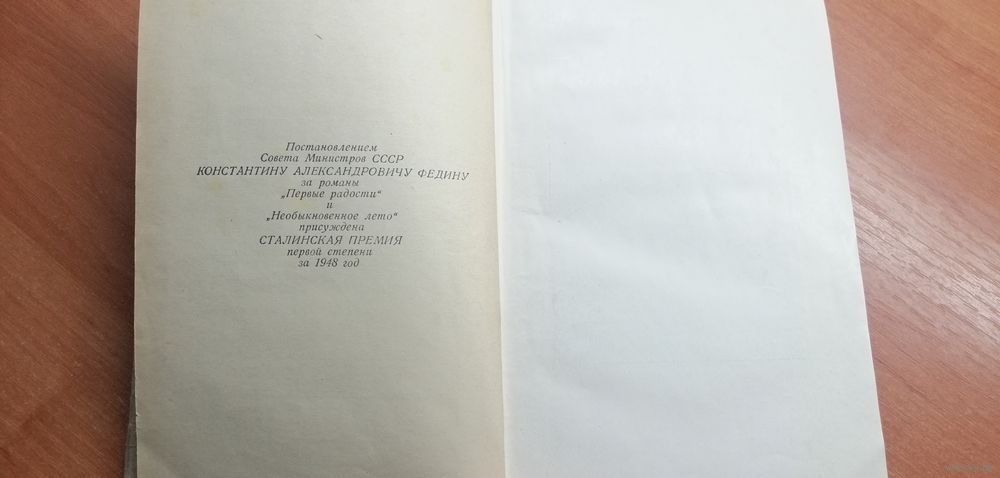 Постановлением
Совета Министров СССР
КОНСТАНТИНУ АЛЕКСАНДРОВИЧУ ФЕДИНУ
за романы
„Первые радости“
и
„Необыкновенное лето“
присуждена
СТАЛИНСКАЯ ПРЕМИЯ
первой степени
за 1948 год